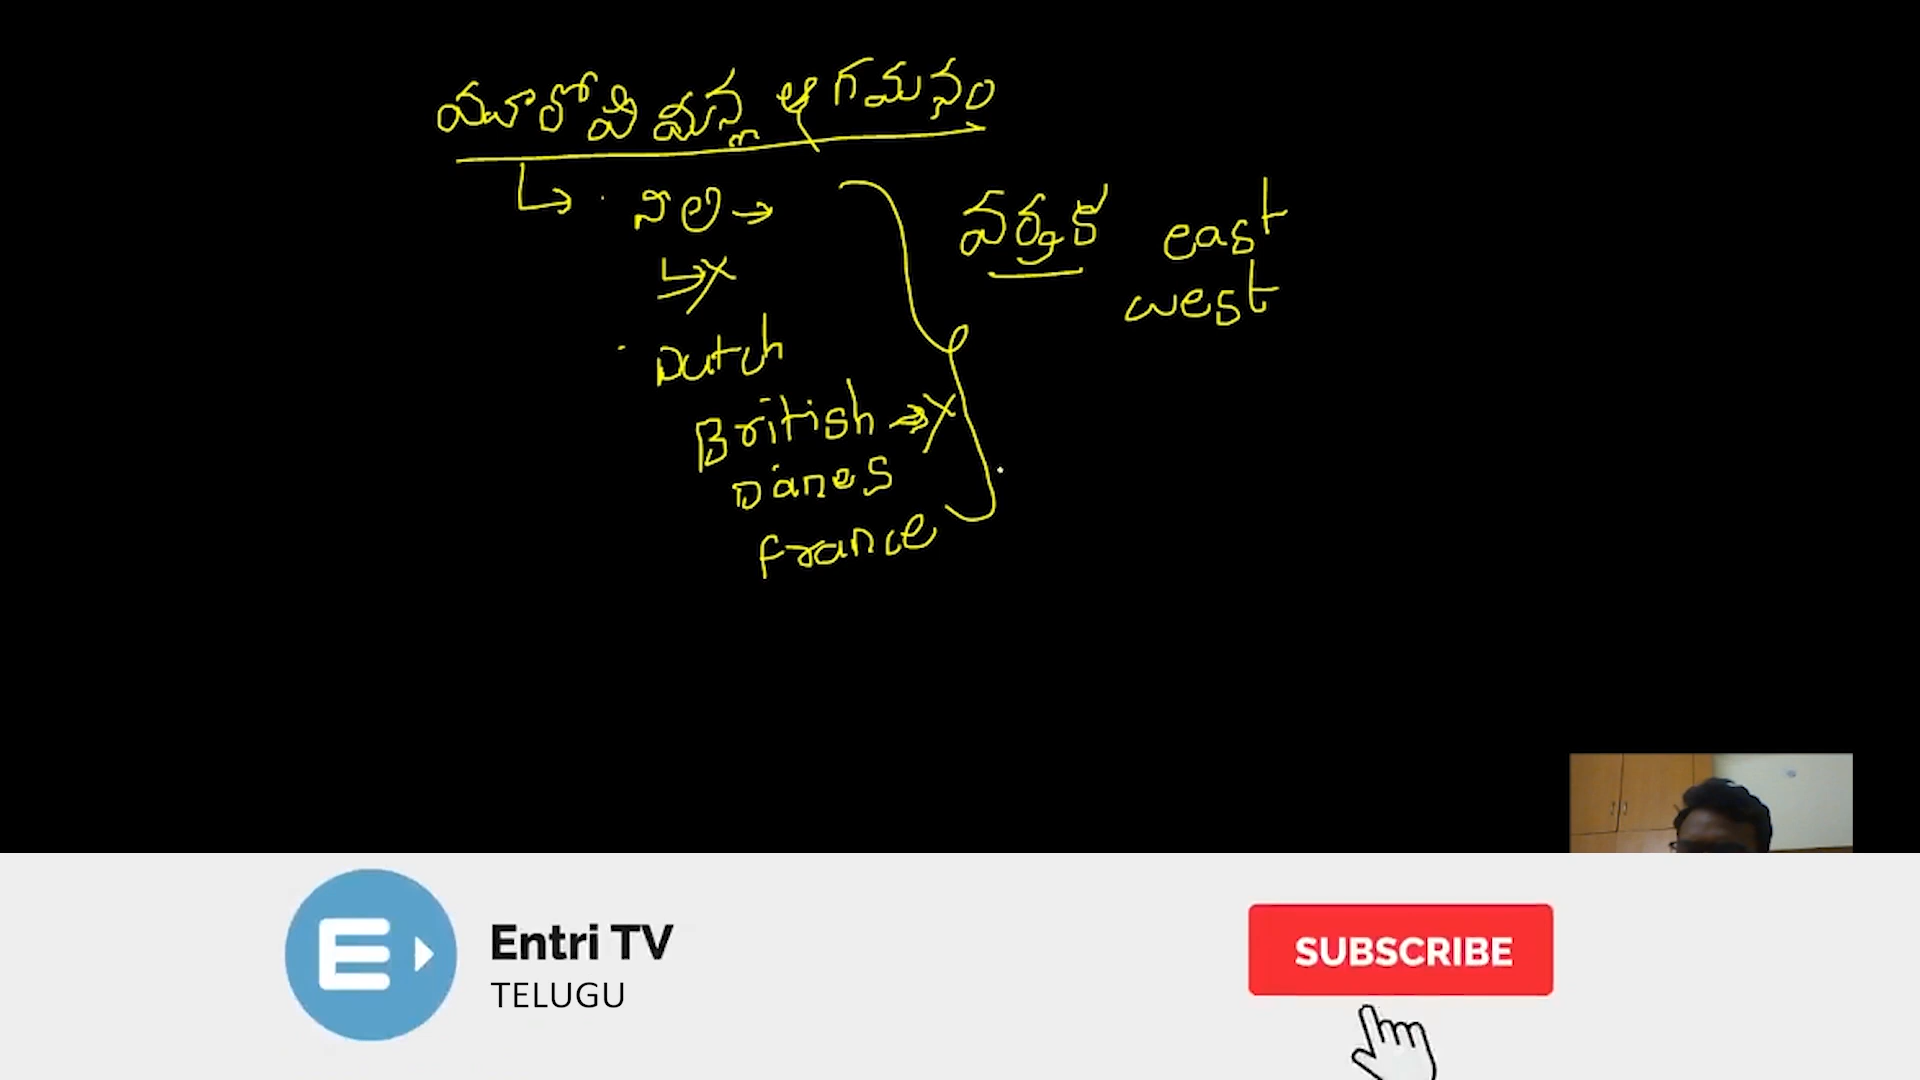 యూరోపియన్ల ఆగమనం
నీలి →
వర్తక east
west
Dutch
British → X
Danes
France
Entri TV
TELUGU
SUBSCRIBE